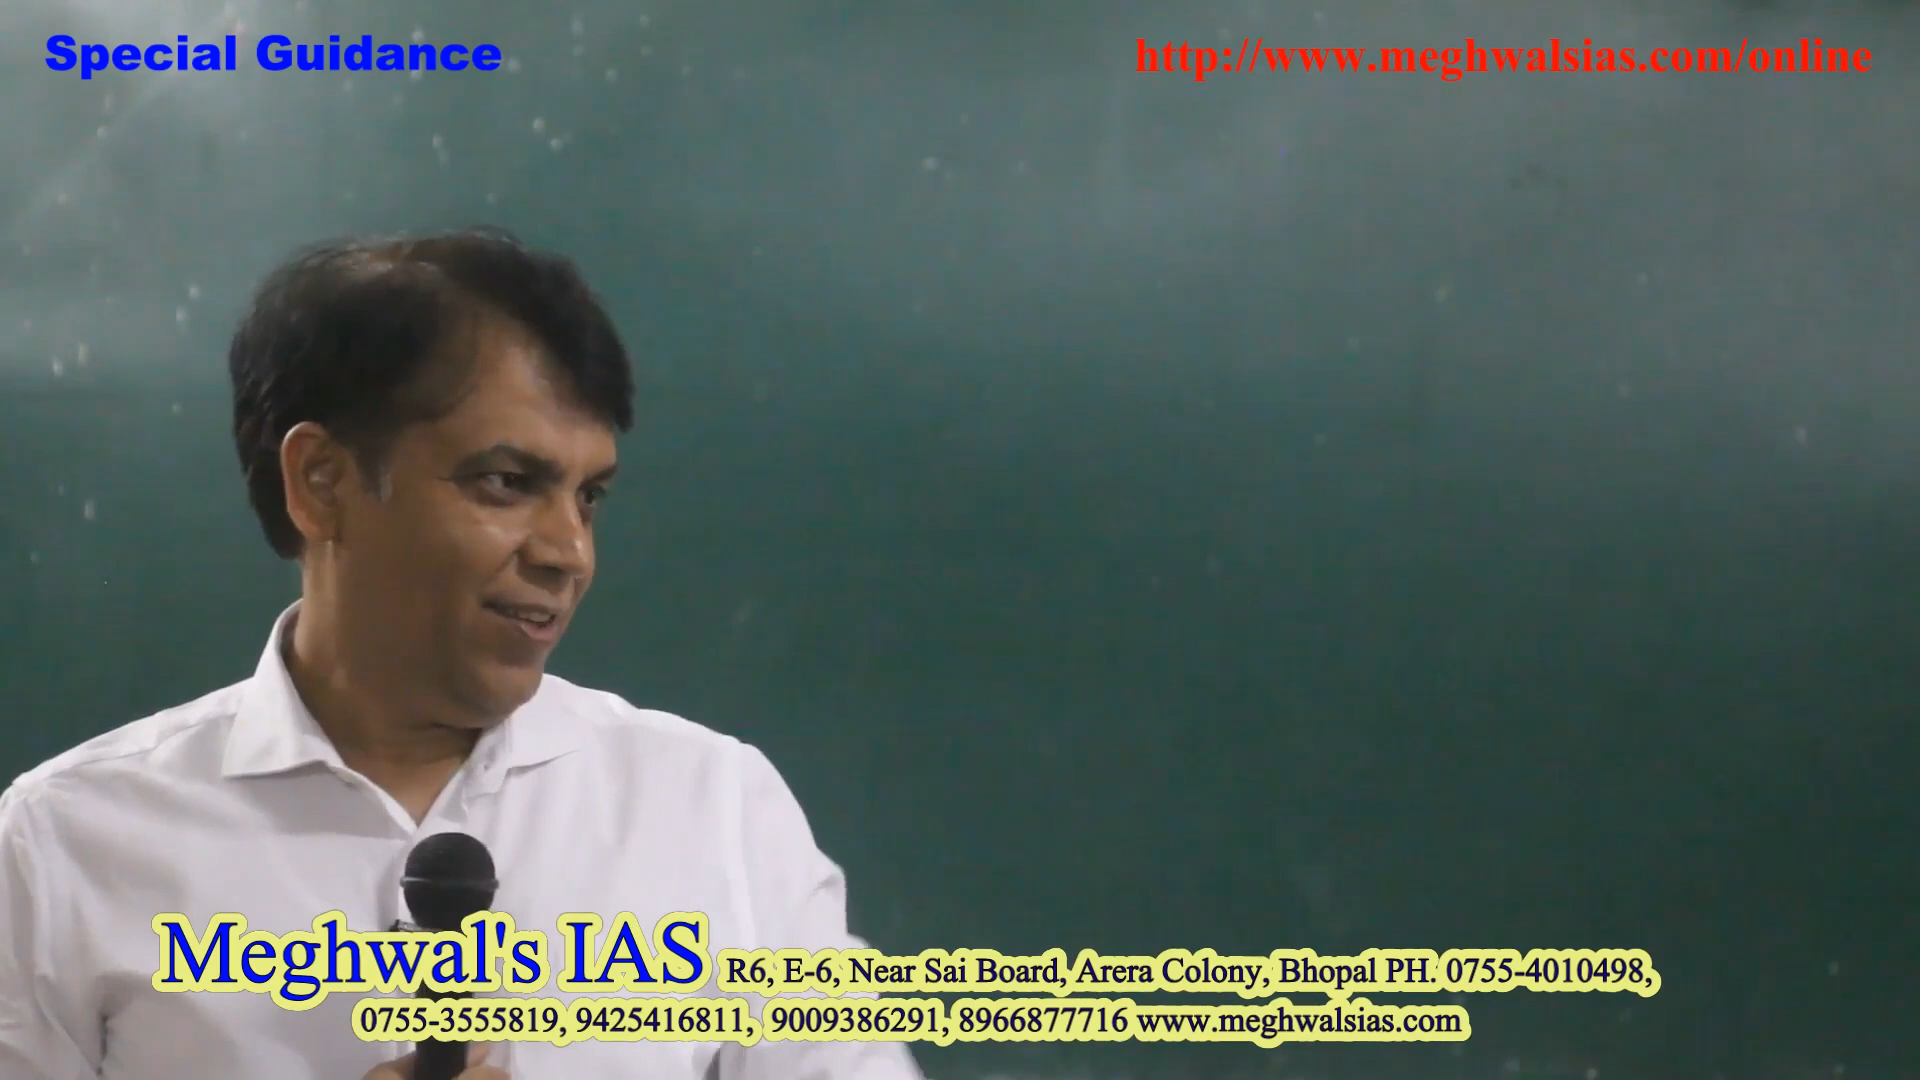 Special Guidance
http://www.meghwalsias.com/online
Meghwal's IAS R6, E-6, Near Sai Board, Arera Colony, Bhopal PH. 0755-4010498,
0755-3555819, 9425416811, 9009386291, 8966877716 www.meghwalsias.com